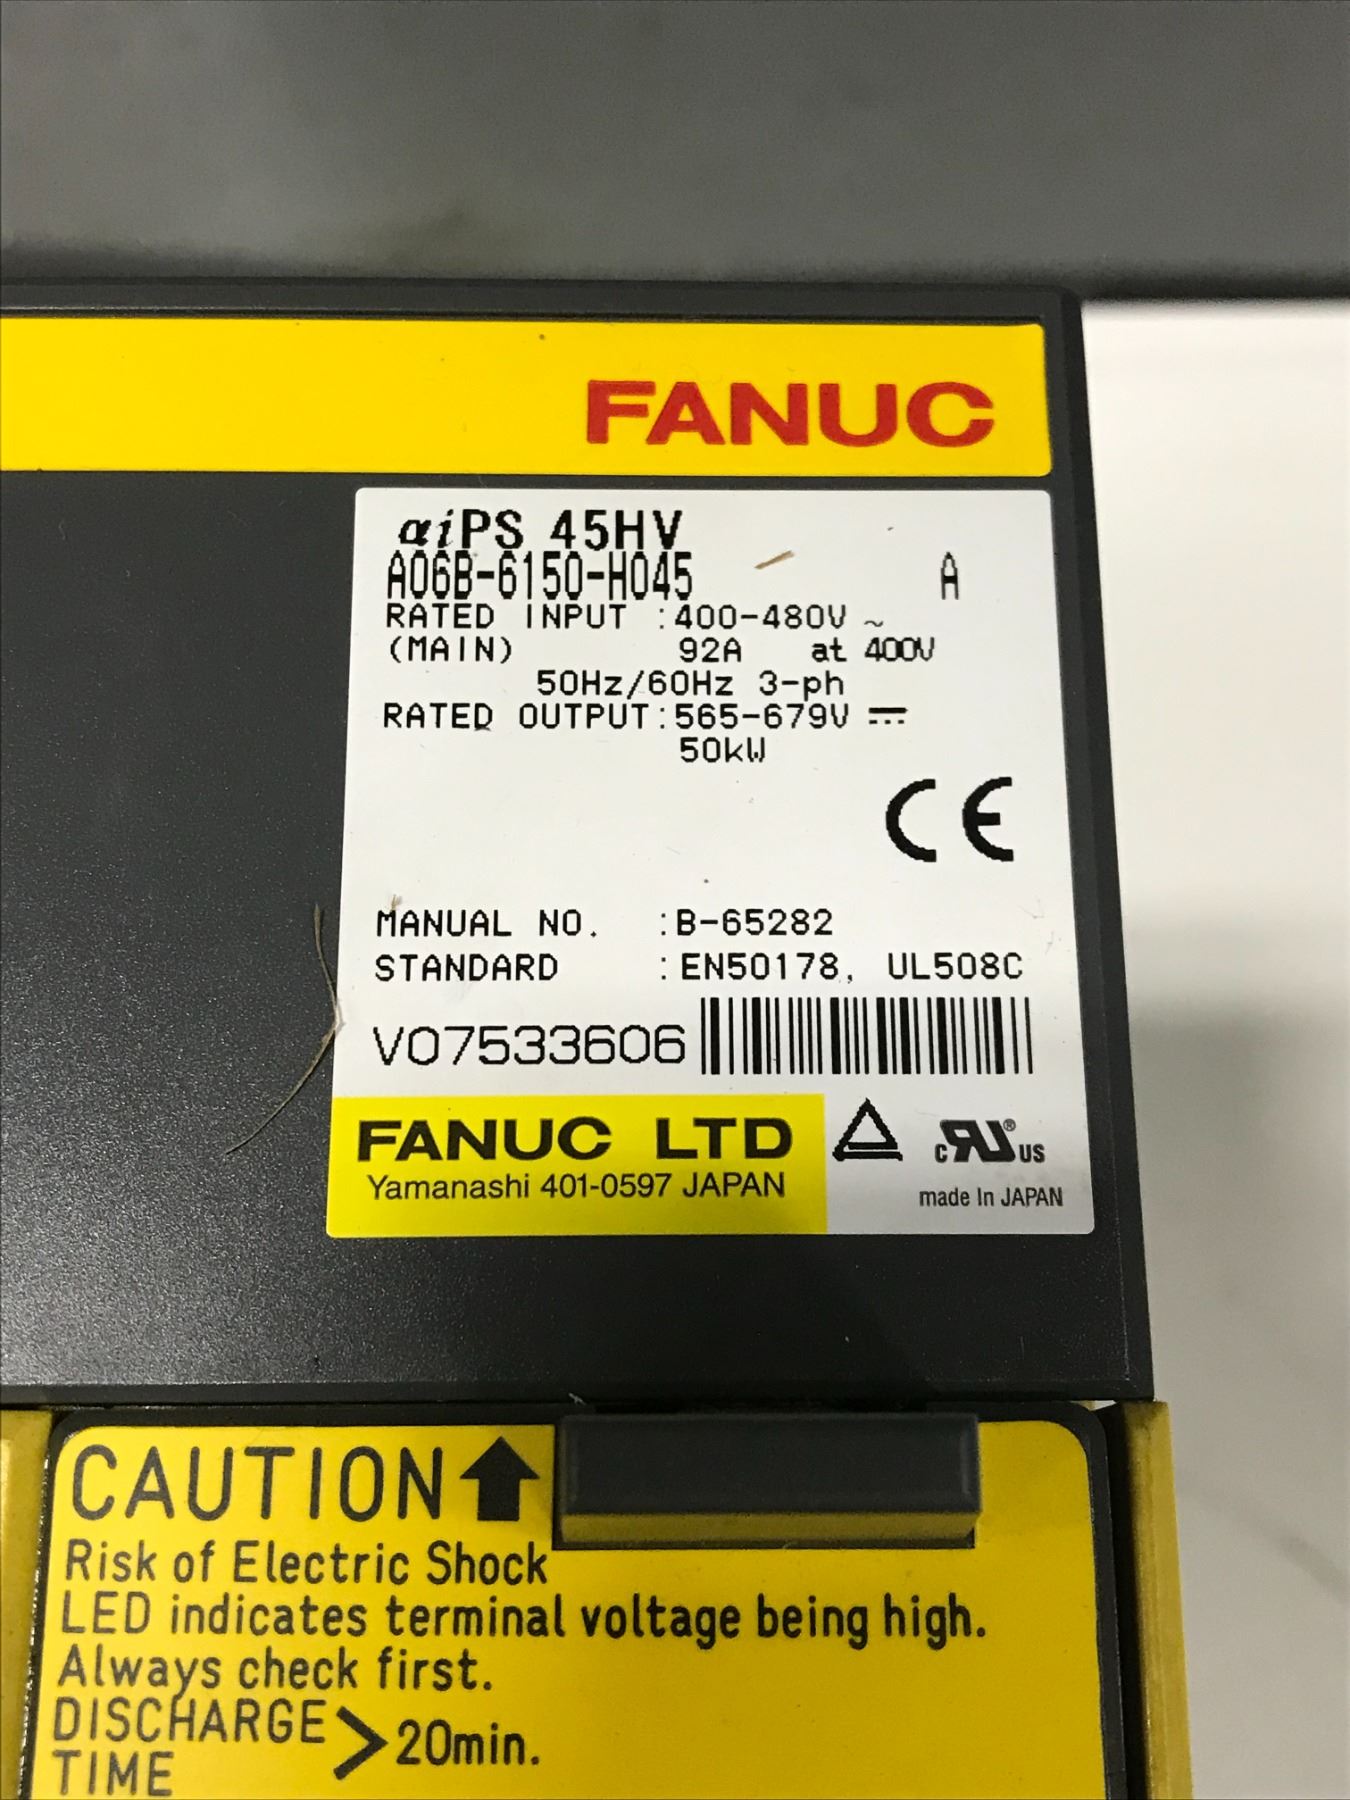 FANUC
αiPS 45HV
A06B-6150-H045 A
RATED INPUT :400-480V ~
(MAIN) 92A at 400V
50Hz/60Hz 3-ph
RATED OUTPUT:565-679V ⎓
50kW
CE
MANUAL NO. :B-65282
STANDARD :EN50178, UL508C
V07533606
FANUC LTD
Yamanashi 401-0597 JAPAN
c RU ® US
made In JAPAN
CAUTION
Risk of Electric Shock
LED indicates terminal voltage being high.
Always check first.
DISCHARGE TIME > 20min.